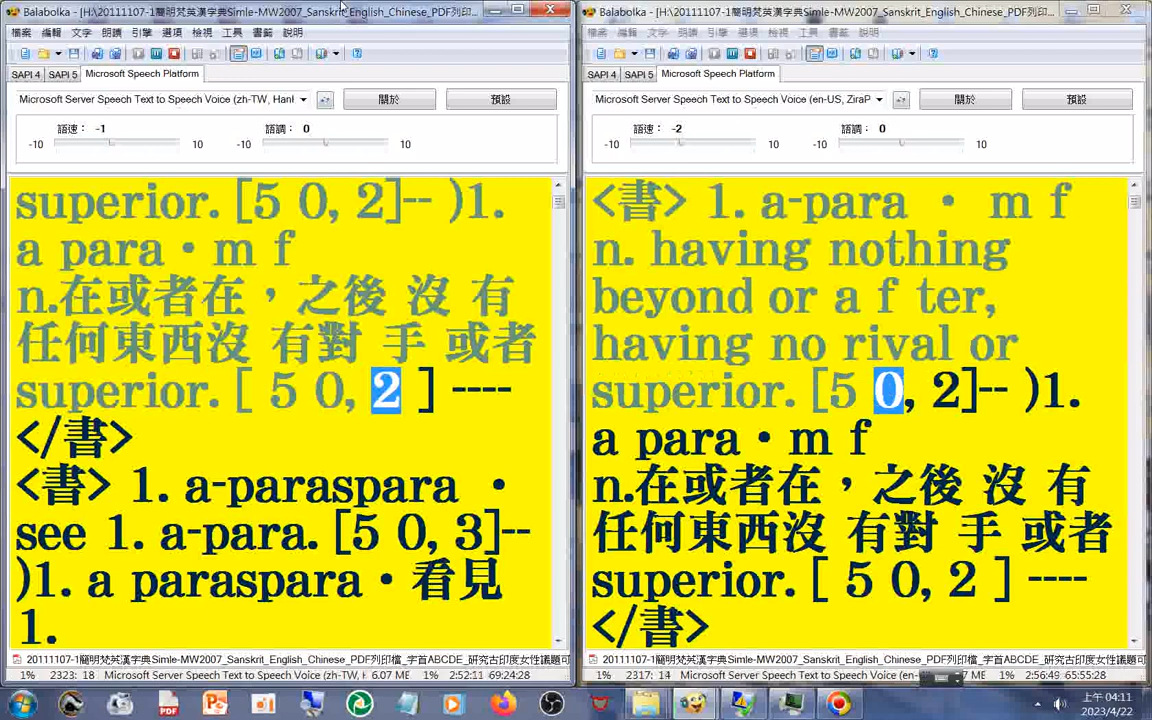 Balabolka - [H:\20111107-1簡明梵英漢字典Simle-MW2007_Sanskrit_English_Chinese_PDF列印...
檔案 編輯 文字 朗讀 引擎 選項 檢視 工具 書籤 說明
SAPI 4 SAPI 5 Microsoft Speech Platform
Microsoft Server Speech Text to Speech Voice (zh-TW, HanH
關於 預設
語速： -1 語調： 0
-10 10 -10 10
superior. [5 0, 2]-- )1.
a para • m f
n.在或者在，之後 沒 有
任何東西沒 有對 手 或者
superior. [ 5 0, 2 ] ----
</書>
<書> 1. a-paraspara •
see 1. a-para. [5 0, 3]--
)1. a paraspara • 看見
1.
20111107-1簡明梵英漢字典Simle-MW2007_Sanskrit_English_Chinese_PDF列印檔_字首ABCDE_研究古印度女性議題可
1% 2323: 18 Microsoft Server Speech Text to Speech Voice (zh-TW, H 6.07 ME 1% 2:52:11 69:24:28
Balabolka - [H:\20111107-1簡明梵英漢字典Simle-MW2007_Sanskrit_English_Chinese_PDF列印...
檔案 編輯 文字 朗讀 引擎 選項 檢視 工具 書籤 說明
SAPI 4 SAPI 5 Microsoft Speech Platform
Microsoft Server Speech Text to Speech Voice (en-US, ZiraP
關於 預設
語速： -2 語調： 0
-10 10 -10 10
<書> 1. a-para • m f
n. having nothing
beyond or a f ter,
having no rival or
superior. [5 0, 2]-- )1.
a para • m f
n.在或者在，之後 沒 有
任何東西沒 有對 手 或者
superior. [ 5 0, 2 ] ----
</書>
20111107-1簡明梵英漢字典Simle-MW2007_Sanskrit_English_Chinese_PDF列印檔_字首ABCDE_研究古印度女性議題可
1% 2317: 14 Microsoft Server Speech Text to Speech Voice ME 1% 2:56:49 65:55:28
上午 04:11
2023/4/22